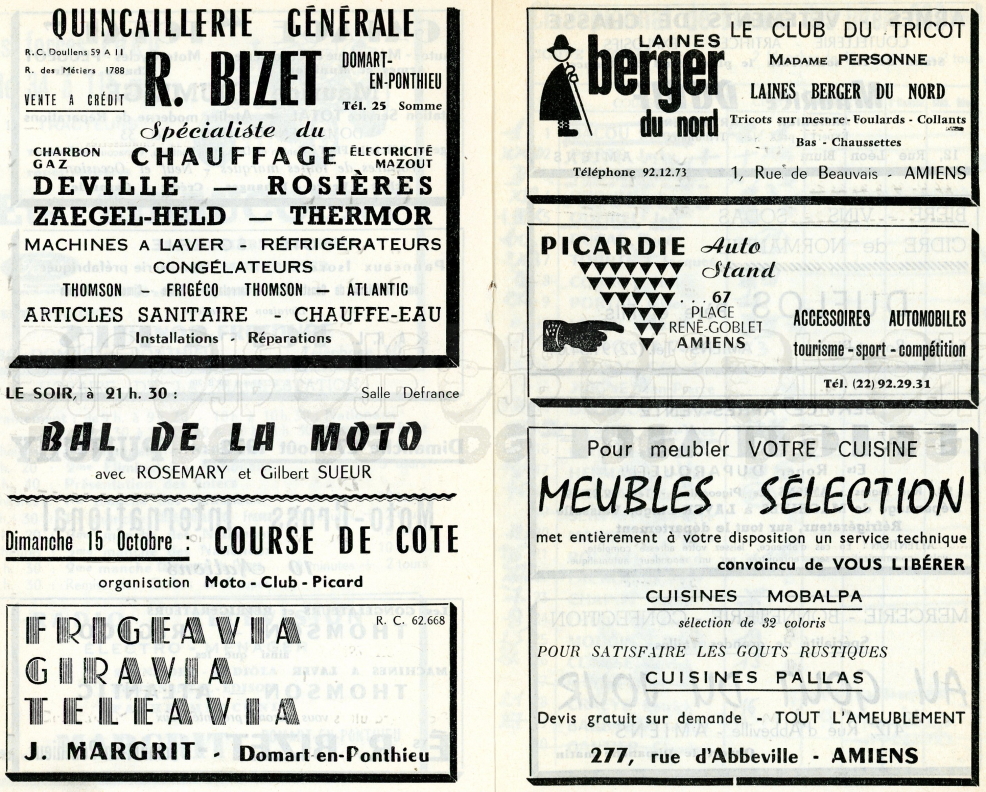 QUINCAILLERIE GÉNÉRALE
R.C. Doullens 59 A 11
R. des Métiers 1788
VENTE A CRÉDIT
R. BIZET
DOMART-
EN-PONTHIEU
Tél. 25 Somme
Spécialiste du
CHARBON
GAZ
CHAUFFAGE
ÉLECTRICITÉ
MAZOUT
DEVILLE — ROSIÈRES
ZAEGEL-HELD — THERMOR
MACHINES A LAVER - RÉFRIGÉRATEURS
CONGÉLATEURS
THOMSON — FRIGÉCO THOMSON — ATLANTIC
ARTICLES SANITAIRE - CHAUFFE-EAU
Installations - Réparations
LE SOIR, à 21 h. 30 : Salle Defrance
BAL DE LA MOTO
avec ROSEMARY et Gilbert SUEUR
Dimanche 15 Octobre : COURSE DE COTE
organisation Moto-Club-Picard
R. C. 62.668
FRIGEAVIA
GIRAVIA
TELEAVIA
J. MARGRIT - Domart-en-Ponthieu
LAINES
berger
du nord
Téléphone 92.12.73
LE CLUB DU TRICOT
MADAME PERSONNE
LAINES BERGER DU NORD
Tricots sur mesure - Foulards - Collants
Bas - Chaussettes
1, Rue de Beauvais - AMIENS
PICARDIE Auto
Stand
...67
PLACE
RENÉ-GOBLET
AMIENS
ACCESSOIRES AUTOMOBILES
tourisme - sport - compétition
Tél. (22) 92.29.31
Pour meubler VOTRE CUISINE
MEUBLES SÉLECTION
met entièrement à votre disposition un service technique
convoincu de VOUS LIBÉRER
CUISINES MOBALPA
sélection de 32 coloris
POUR SATISFAIRE LES GOUTS RUSTIQUES
CUISINES PALLAS
Devis gratuit sur demande - TOUT L'AMEUBLEMENT
277, rue d'Abbeville - AMIENS